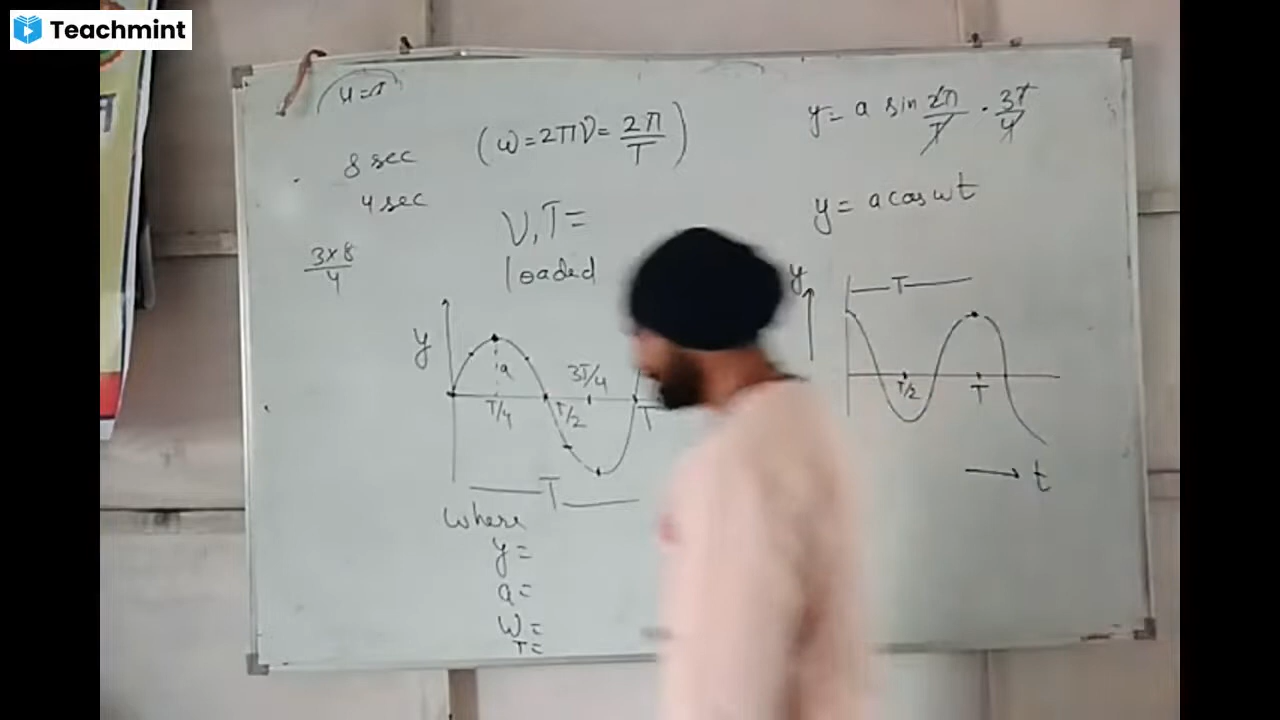 Teachmint
8 sec
4 sec
3×8
4
(ω=2πν= 2π/T)
ν,T=
loaded
y= a sin 2π/T . 3T/4
y= a cos ωt
y
a
T/4
T/2
3T/4
T
T
where
y=
a=
ω=
T=
y
T
T/2
T
t